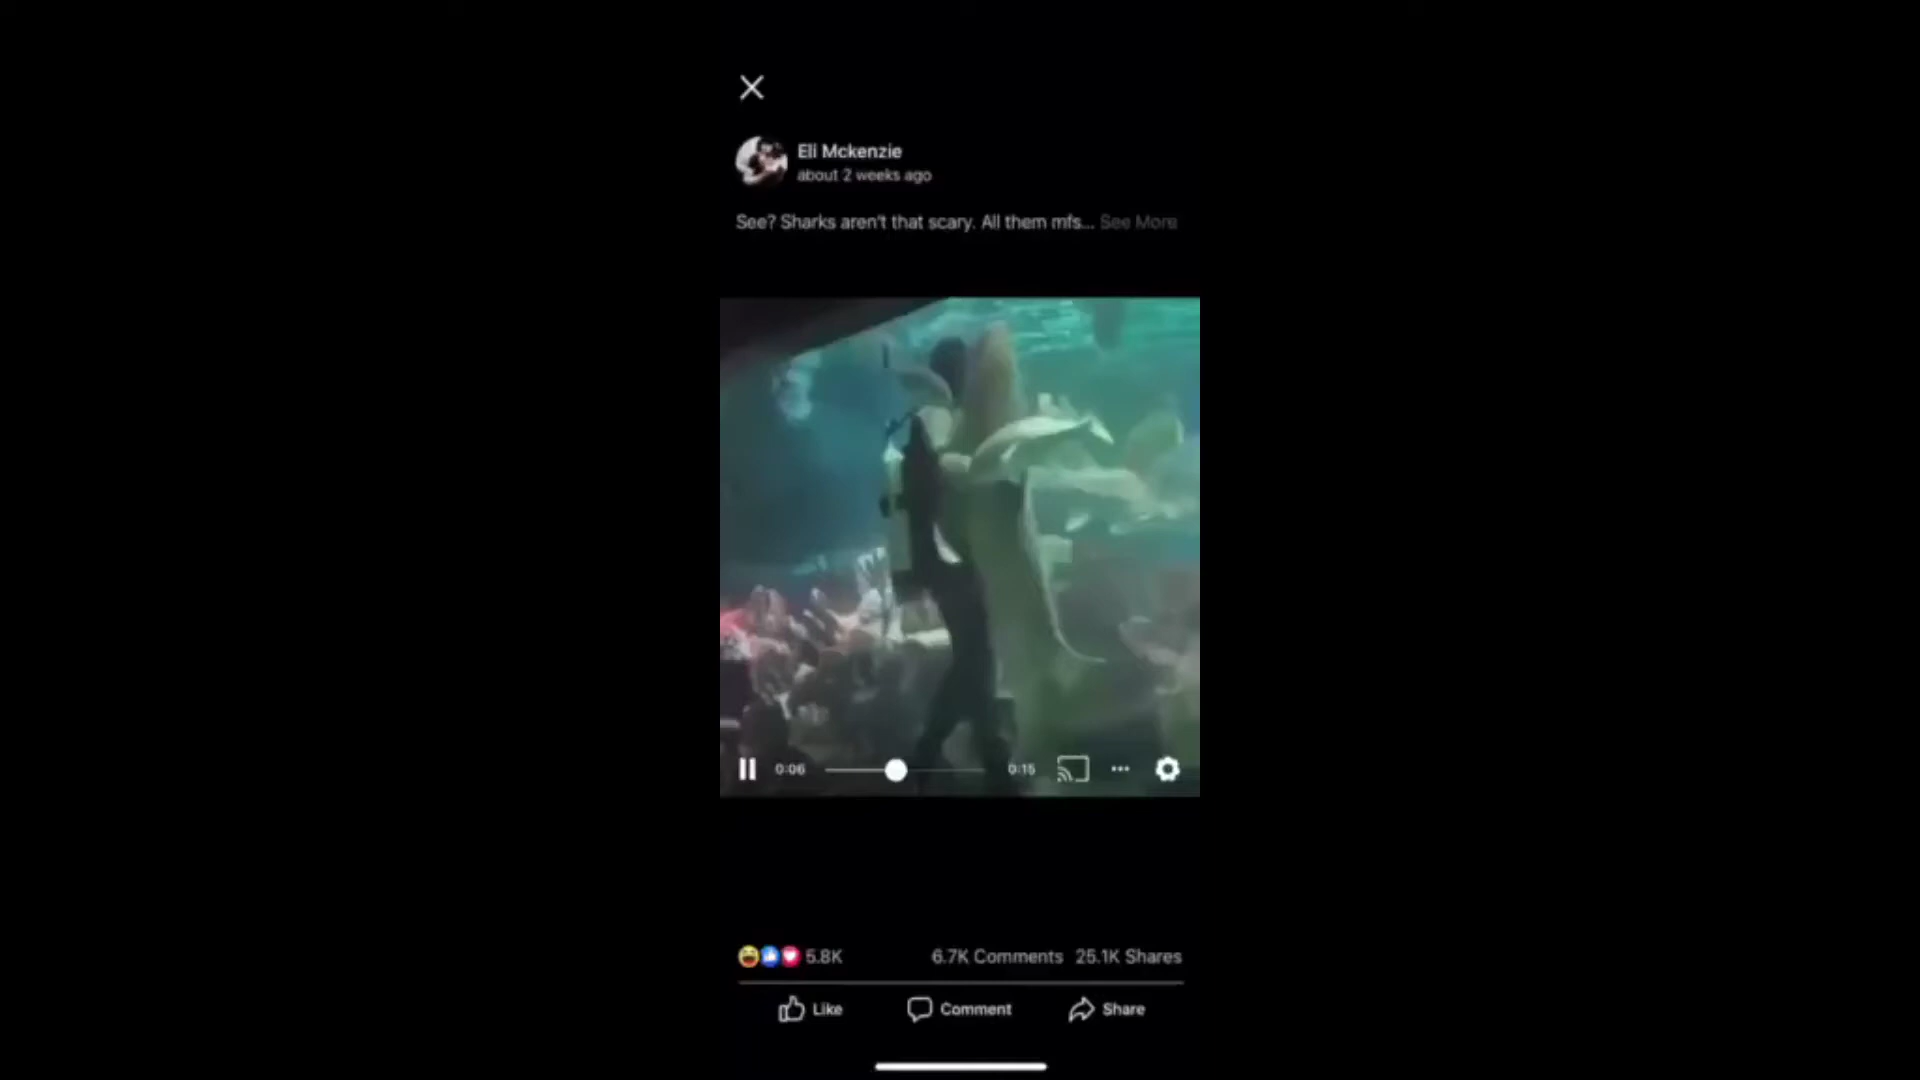 Eli Mckenzie
about 2 weeks ago
See? Sharks aren't that scary. All them mfs... See More
0:06
0:15
5.8K 6.7K Comments 25.1K Shares
Like Comment Share